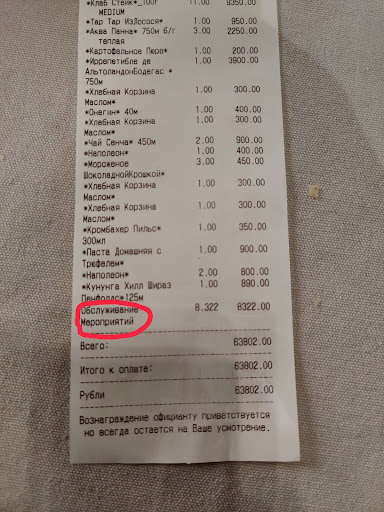 *Клаб Стейк*_100г 11.00 9350.00
MEDIUM
*Тар Тар ИзЛосося* 1.00 950.00
*Аква Панна* 750м б/г 3.00 2250.00
теплая
*Картофельное Пюре* 1.00 200.00
*Иррепетибле де 1.00 3900.00
АльтоландонБодегас *
750м
*Хлебная Корзина 1.00 300.00
Маслом*
*Онегин* 40м 1.00 400.00
*Хлебная Корзина 1.00 300.00
Маслом*
*Чай Сенча* 450м 2.00 900.00
*Наполеон* 1.00 400.00
*Мороженое 3.00 450.00
ШоколаднойКрошкой*
*Хлебная Корзина 1.00 300.00
Маслом*
*Хлебная Корзина 1.00 300.00
Маслом*
*Кромбахер Пильс* 1.00 350.00
300мл
*Паста Домашняя с 1.00 900.00
Трюфелем*
*Наполеон* 2.00 800.00
*Кунунга Хилл Шираз 1.00 890.00
Пенфолдс*125м
Обслуживание 8.322 8322.00
Мероприятий
Всего: 63802.00
Итого к оплате: 63802.00
Рубли 63802.00
Вознаграждение официанту приветствуется
но всегда остается на Ваше усмотрение.